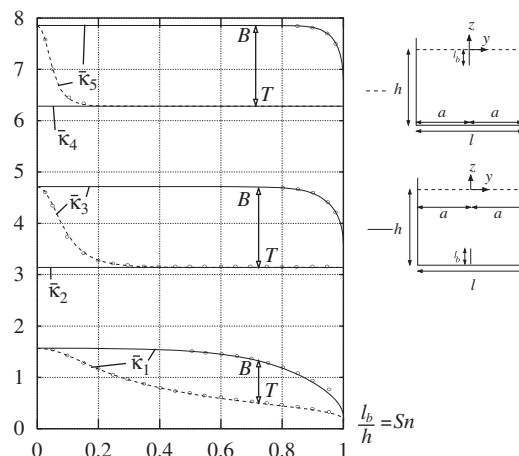 8
7
6
5
4
3
2
1
0
0 0.2 0.4 0.6 0.8 1
κ̄5
κ̄4
κ̄3
κ̄2
κ̄1
B
T
B
T
B
T
l_b/h =Sn
z
y
l_b
h
a a
l
z
y
h
a a
l_b
l